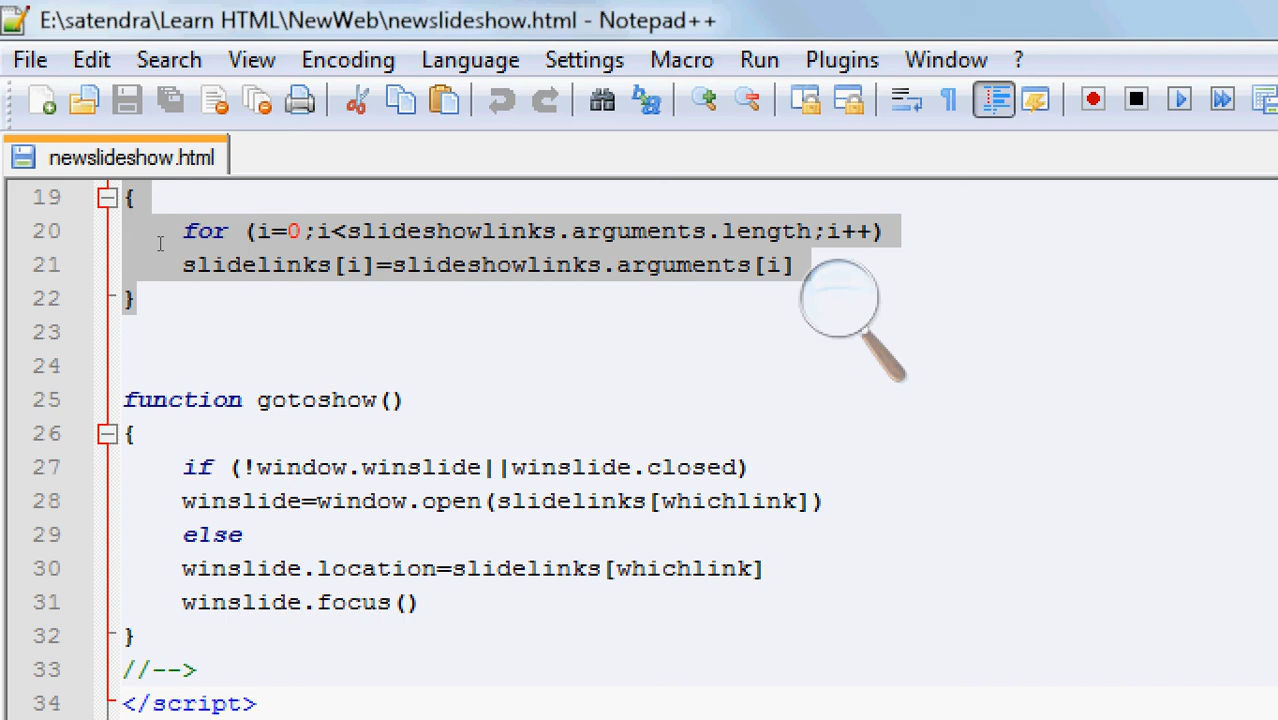 E:\satendra\Learn HTML\NewWeb\newslideshow.html - Notepad++
File Edit Search View Encoding Language Settings Macro Run Plugins Window ?
newslideshow.html
19 {
20 for (i=0;i<slideshowlinks.arguments.length;i++)
21 slidelinks[i]=slideshowlinks.arguments[i]
22 }
23
24
25 function gotoshow()
26 {
27 if (!window.winslide||winslide.closed)
28 winslide=window.open(slidelinks[whichlink])
29 else
30 winslide.location=slidelinks[whichlink]
31 winslide.focus()
32 }
33 //-->
34 </script>